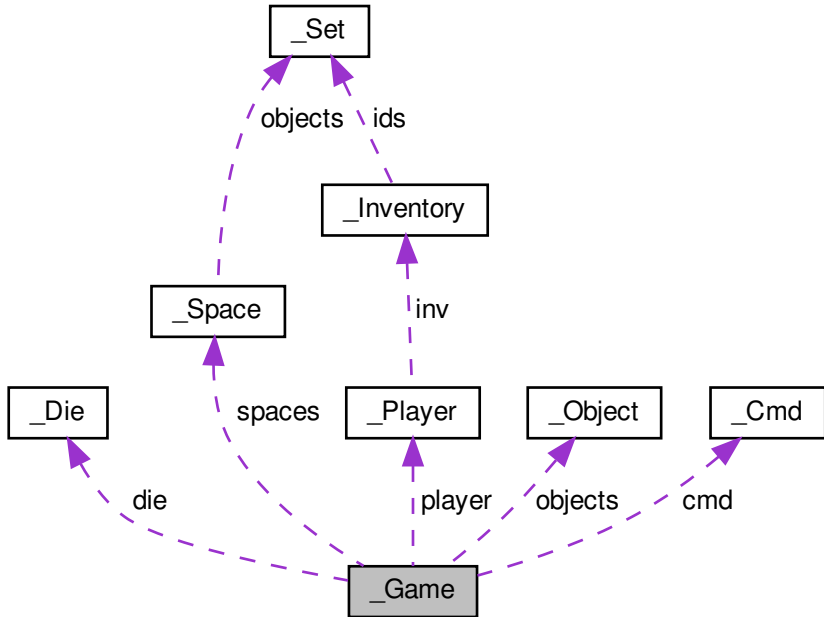 _Set
objects
ids
_Inventory
_Space
inv
_Die
spaces
_Player
_Object
_Cmd
die
player
objects
cmd
_Game